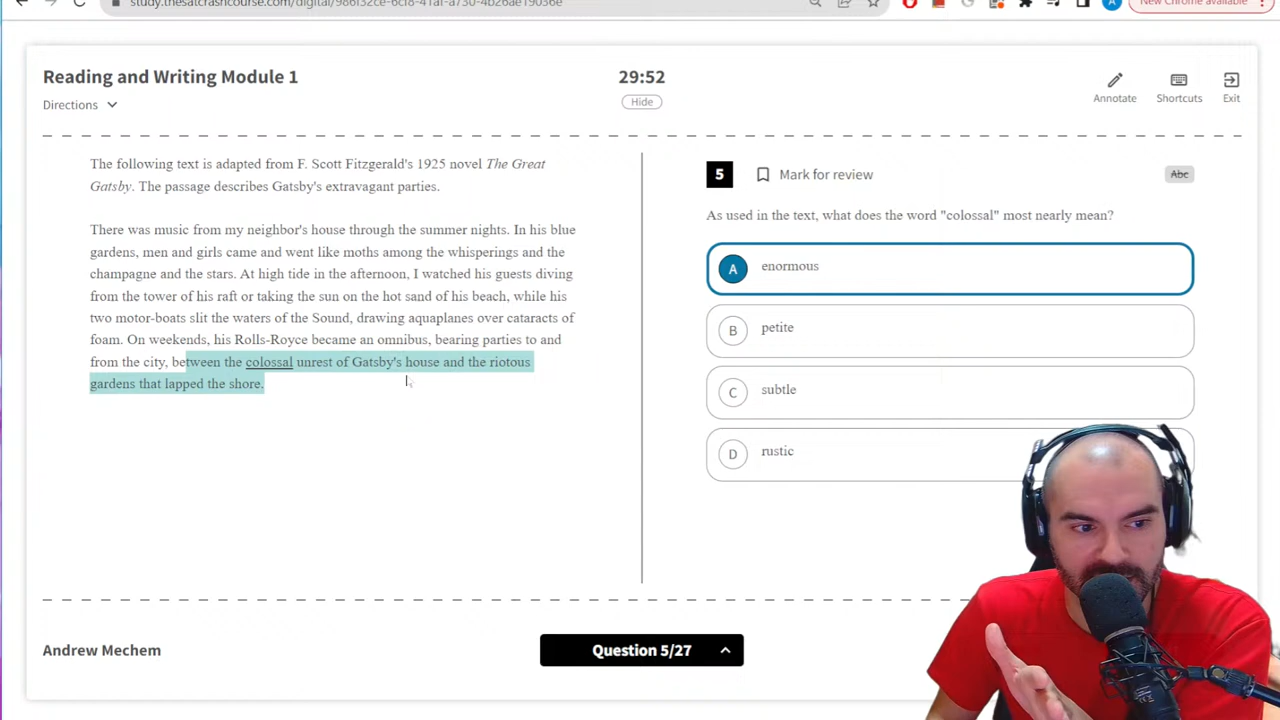 New Chrome available
Reading and Writing Module 1
29:52
Directions
Hide
Annotate
Shortcuts
Exit
The following text is adapted from F. Scott Fitzgerald's 1925 novel The Great
Gatsby. The passage describes Gatsby's extravagant parties.
There was music from my neighbor's house through the summer nights. In his blue
gardens, men and girls came and went like moths among the whisperings and the
champagne and the stars. At high tide in the afternoon, I watched his guests diving
from the tower of his raft or taking the sun on the hot sand of his beach, while his
two motor-boats slit the waters of the Sound, drawing aquaplanes over cataracts of
foam. On weekends, his Rolls-Royce became an omnibus, bearing parties to and
from the city, between the colossal unrest of Gatsby's house and the riotous
gardens that lapped the shore.
5
Mark for review
Abc
As used in the text, what does the word "colossal" most nearly mean?
A enormous
B petite
C subtle
D rustic
Andrew Mechem
Question 5/27